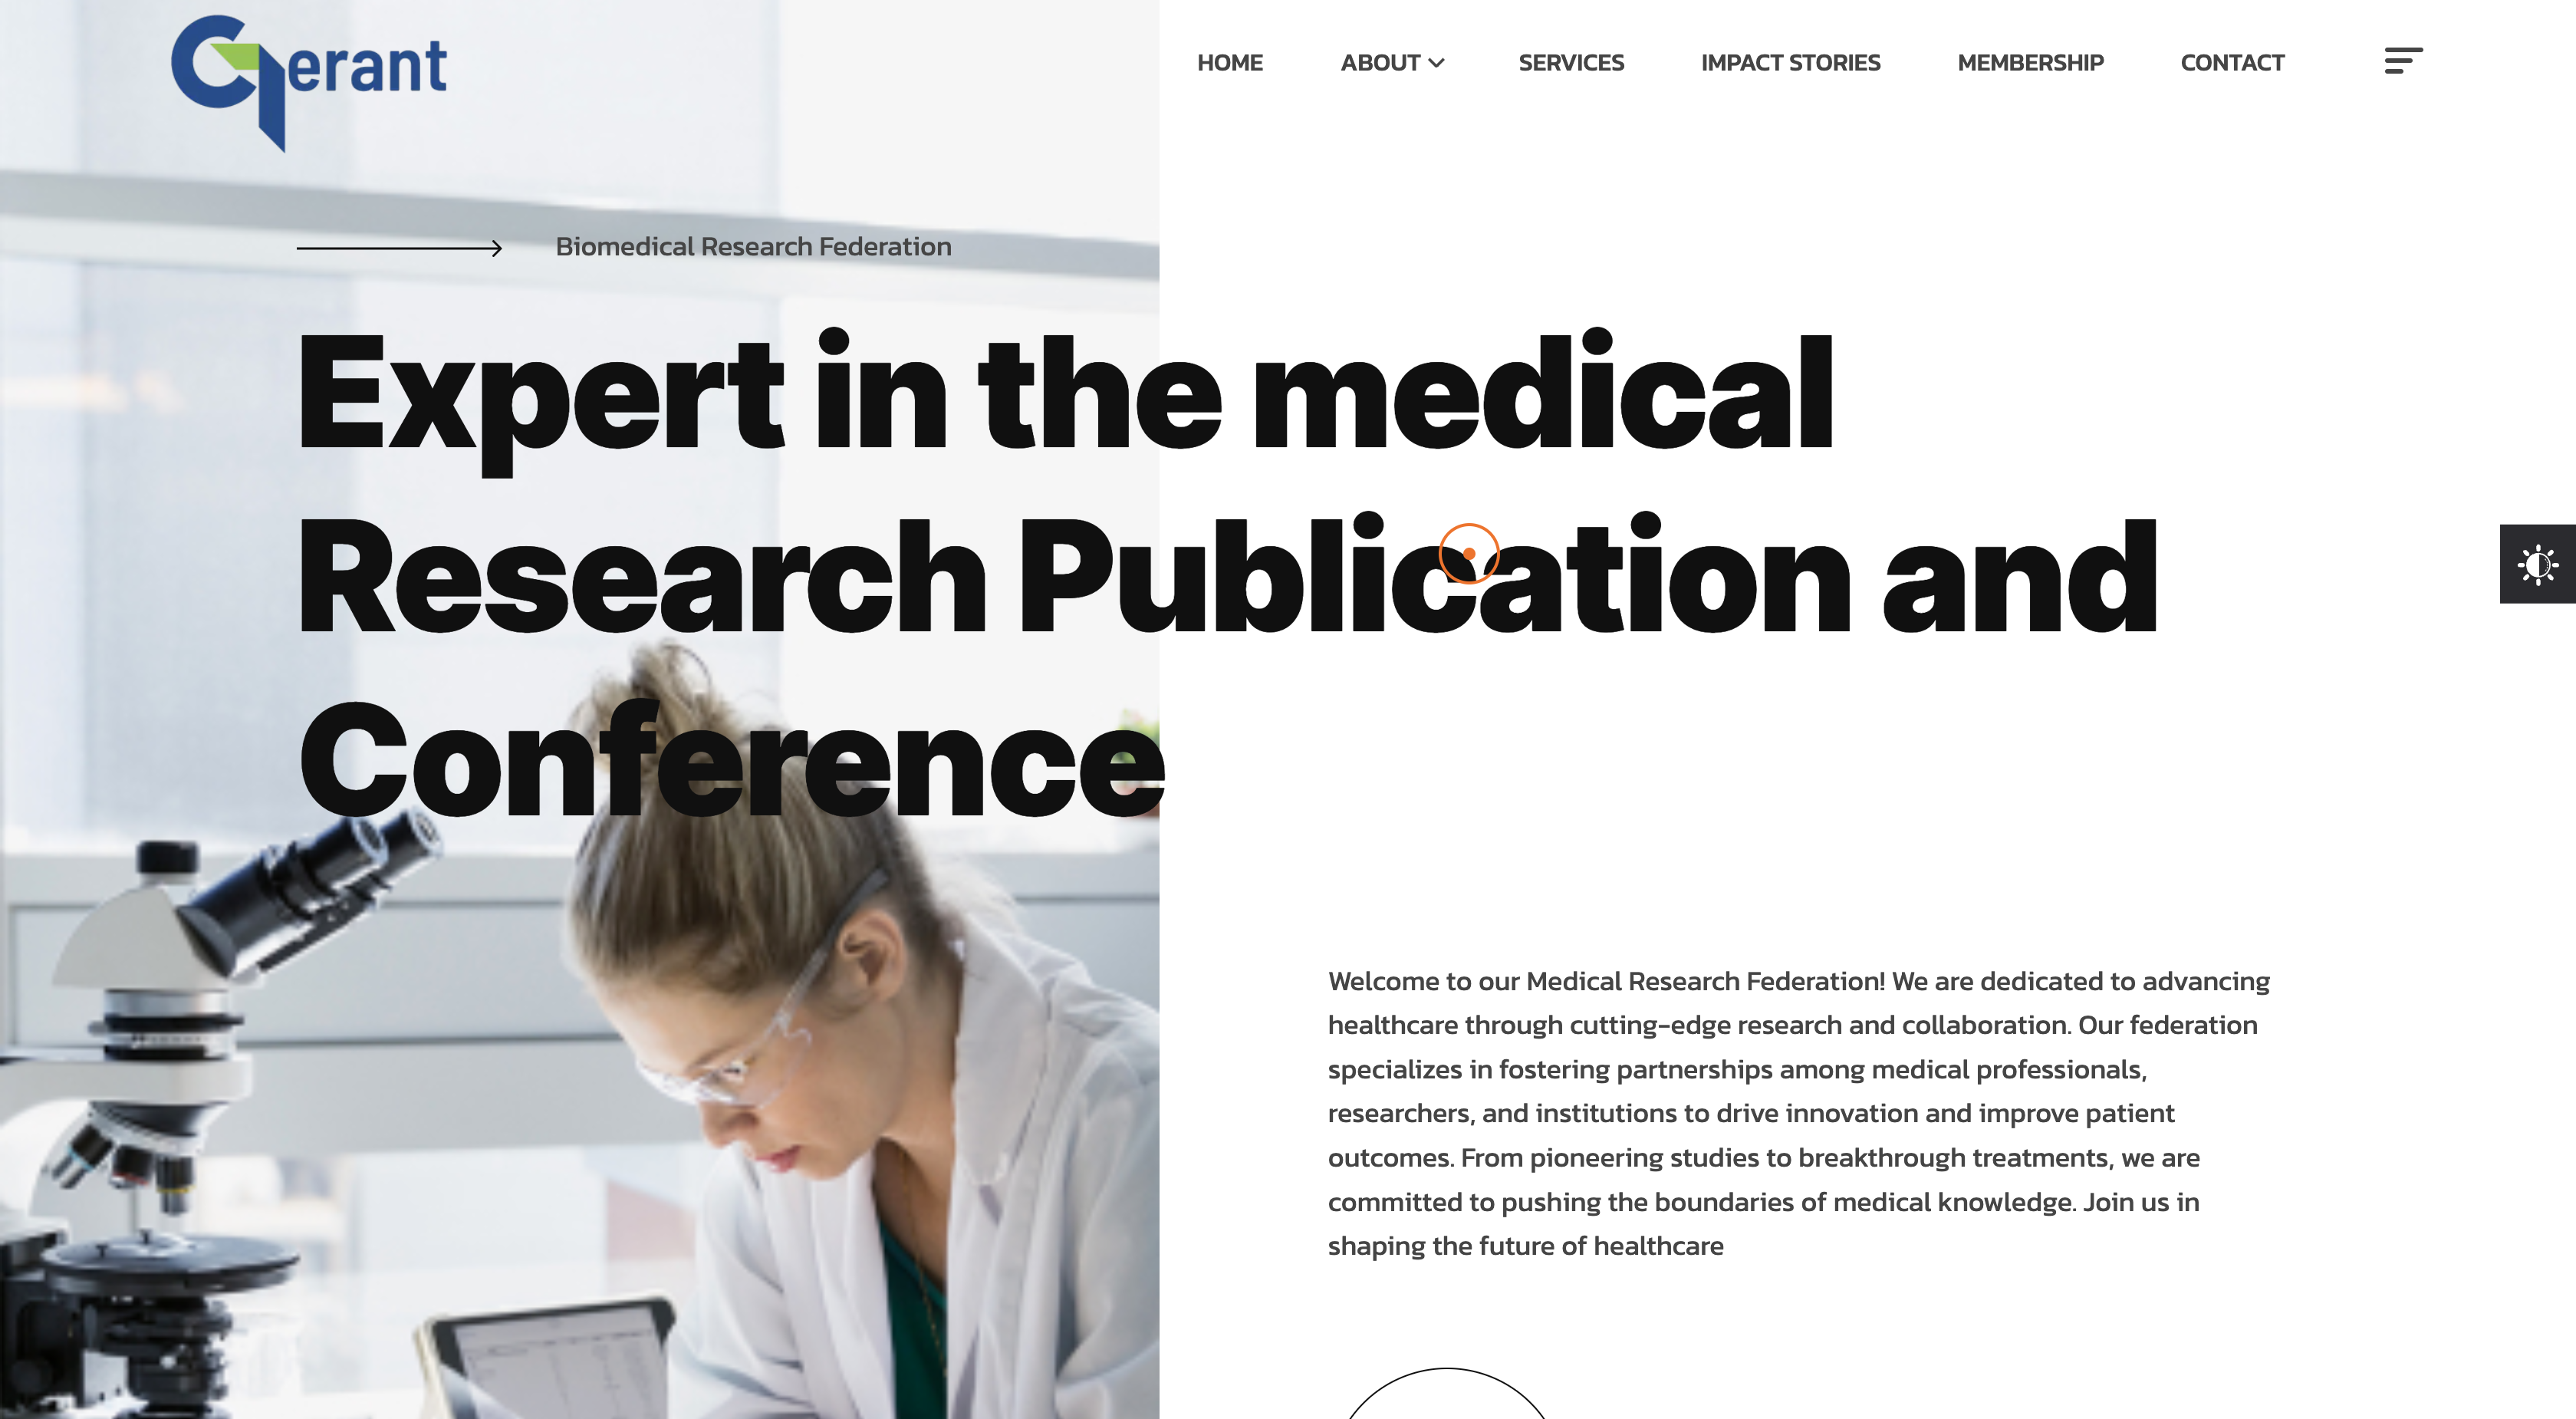 Cqerant
HOME ABOUT SERVICES IMPACT STORIES MEMBERSHIP CONTACT
Biomedical Research Federation
Expert in the medical
Research Publication and
Conference
Welcome to our Medical Research Federation! We are dedicated to advancing
healthcare through cutting-edge research and collaboration. Our federation
specializes in fostering partnerships among medical professionals,
researchers, and institutions to drive innovation and improve patient
outcomes. From pioneering studies to breakthrough treatments, we are
committed to pushing the boundaries of medical knowledge. Join us in
shaping the future of healthcare